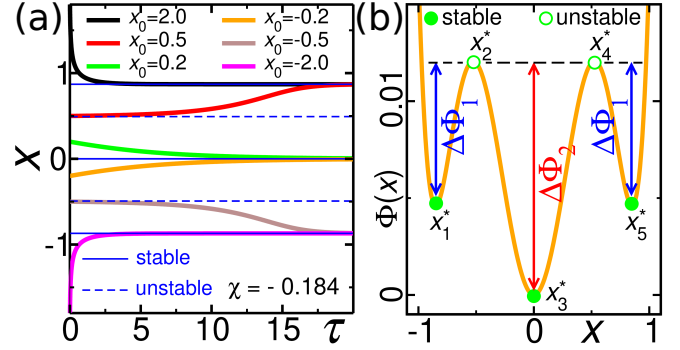 (a)
x₀=2.0
x₀=-0.2
x₀=0.5
x₀=-0.5
x₀=0.2
x₀=-2.0
1
0
-1
x
stable
unstable
χ = - 0.184
0
5
10
15
τ
(b)
stable
unstable
x₂*
x₄*
0.01
0
Φ(x)
ΔΦ₁
ΔΦ₂
ΔΦ₁
x₁*
x₅*
x₃*
-1
0
x
1